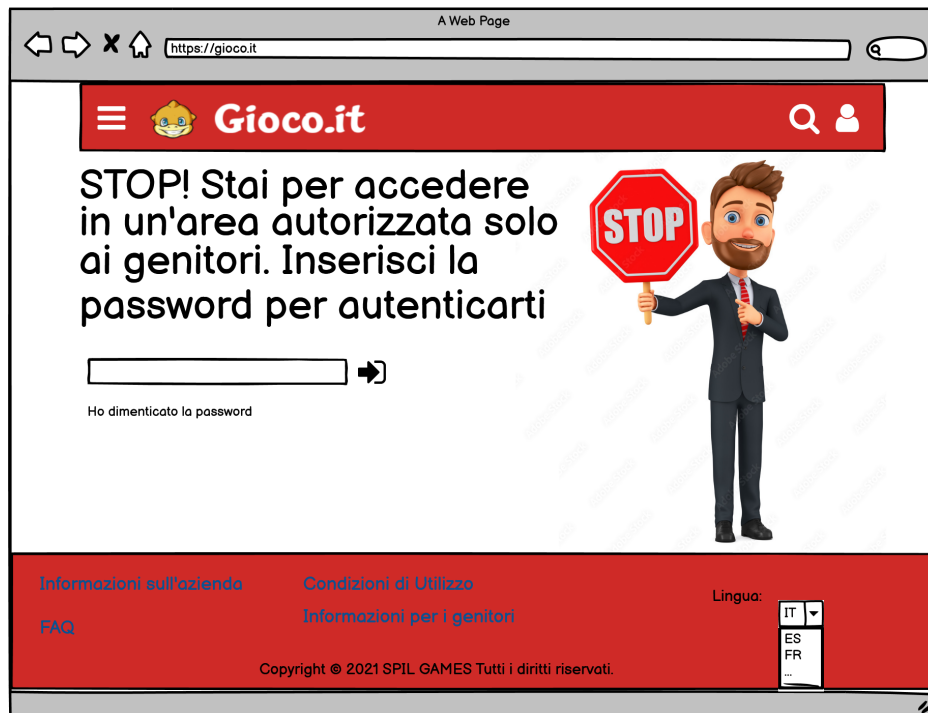 A Web Page
https://gioco.it
Gioco.it
STOP! Stai per accedere
in un'area autorizzata solo
ai genitori. Inserisci la
password per autenticarti
STOP
Ho dimenticato la password
Informazioni sull'azienda
Condizioni di Utilizzo
Lingua:
FAQ
Informazioni per i genitori
IT
ES
FR
...
Copyright © 2021 SPIL GAMES Tutti i diritti riservati.